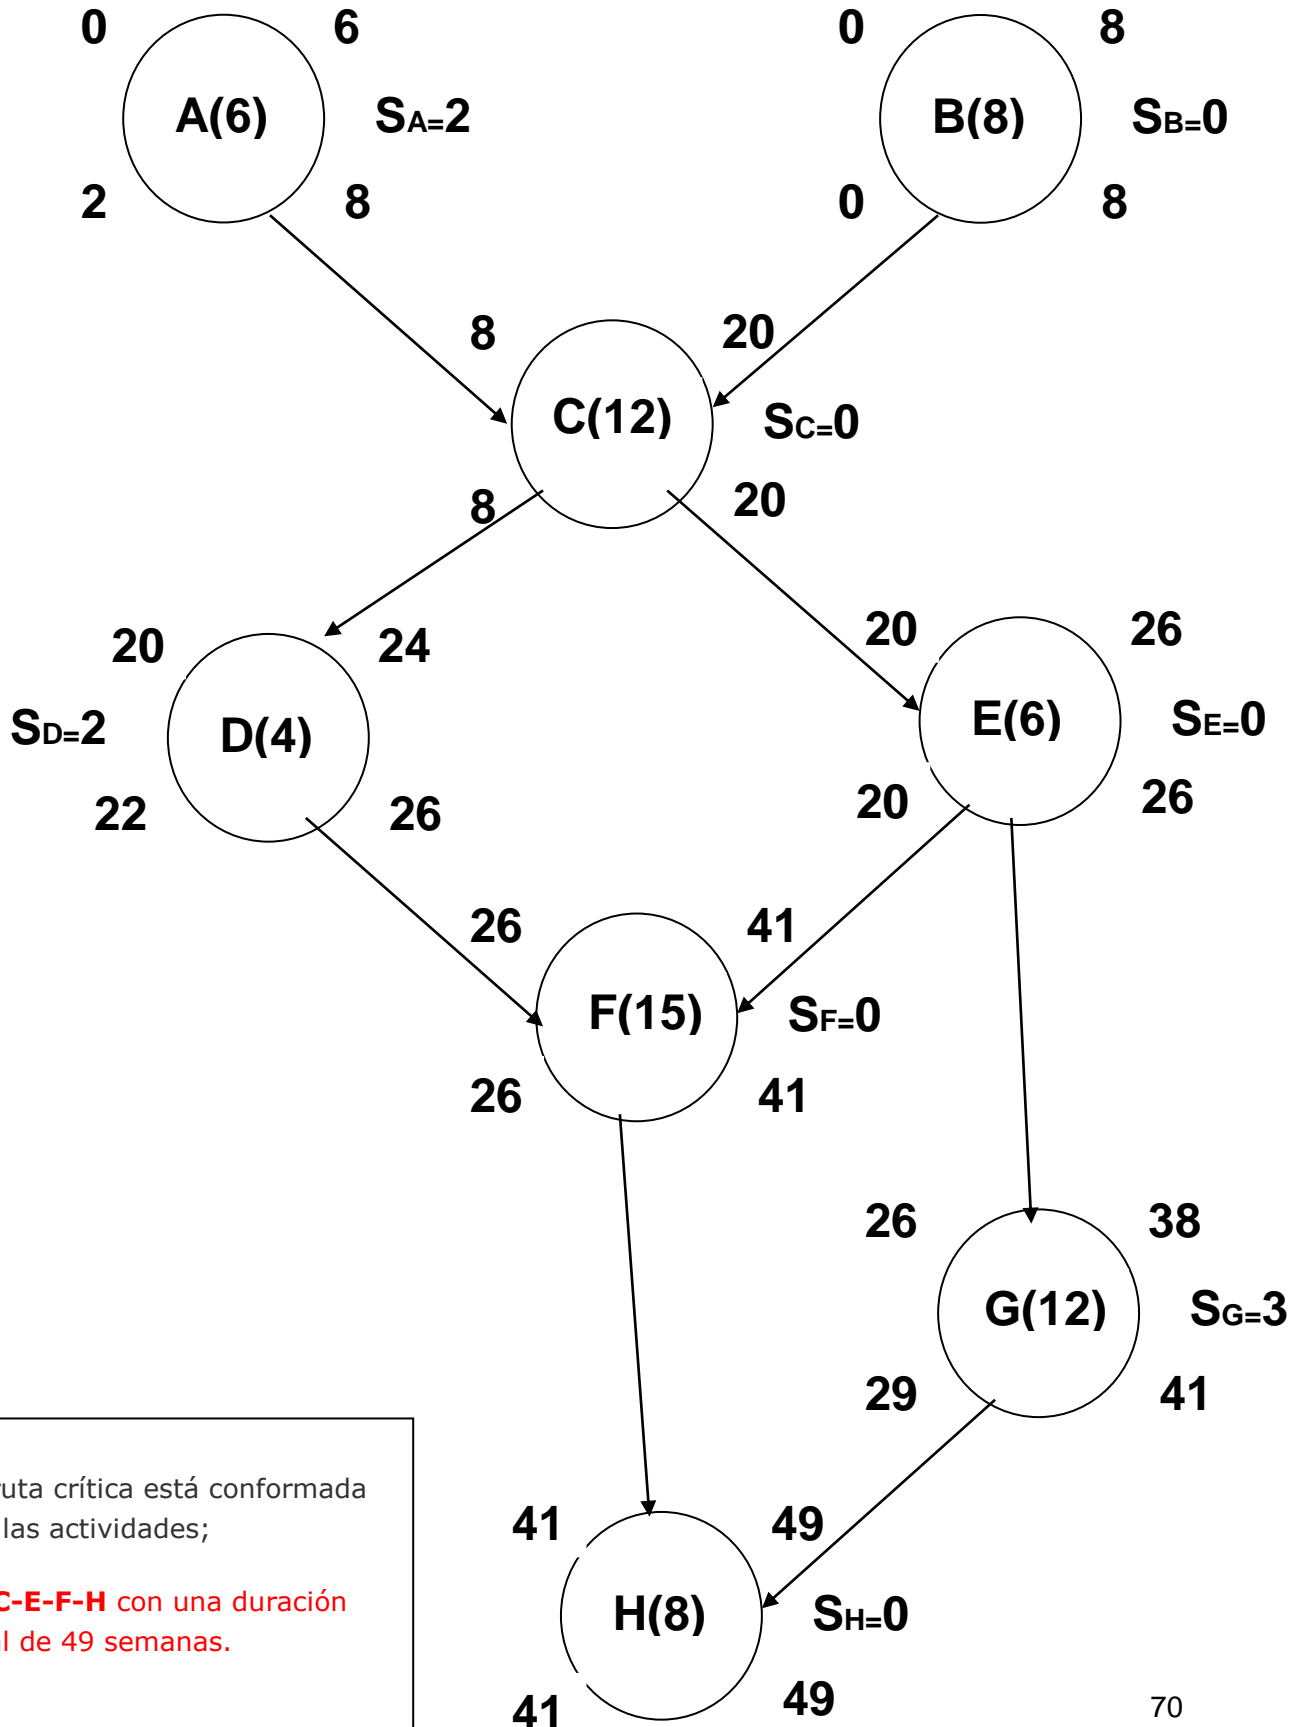 0 6 0 8
A(6) SA=2 B(8) SB=0
2 8 0 8
8 20
C(12) SC=0
8 20
20 24 20 26
SD=2 D(4) E(6) SE=0
22 26 20 26
26 41
F(15) SF=0
26 41
26 38
G(12) SG=3
29 41
41 49
H(8) SH=0
41 49
ruta crítica está conformada
las actividades;
C-E-F-H con una duración
de 49 semanas.
70